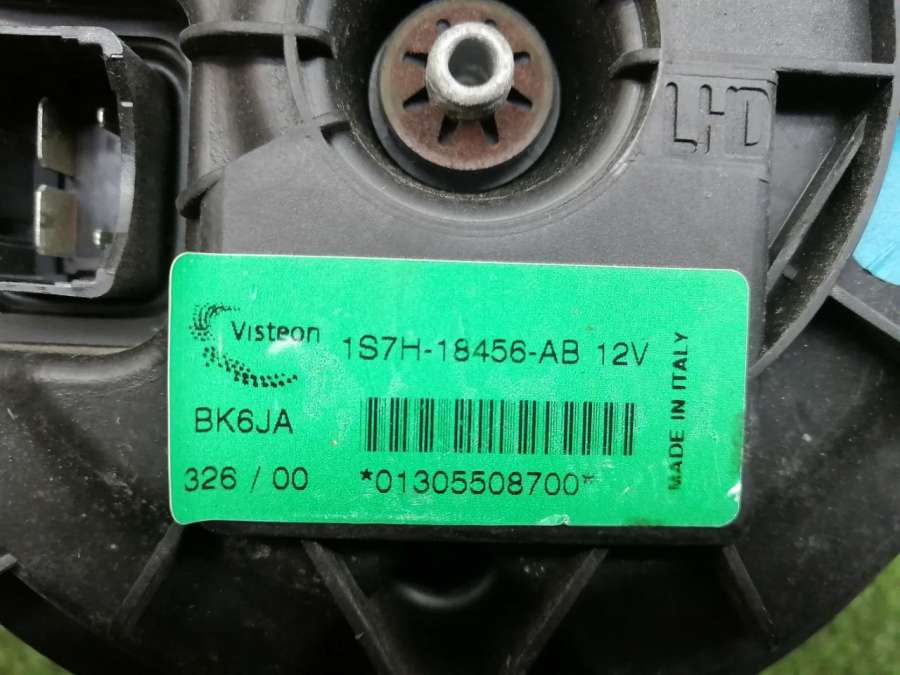 LHD
Visteon
1S7H-18456-AB 12V
BK6JA
326 / 00
*01305508700*
MADE IN ITALY